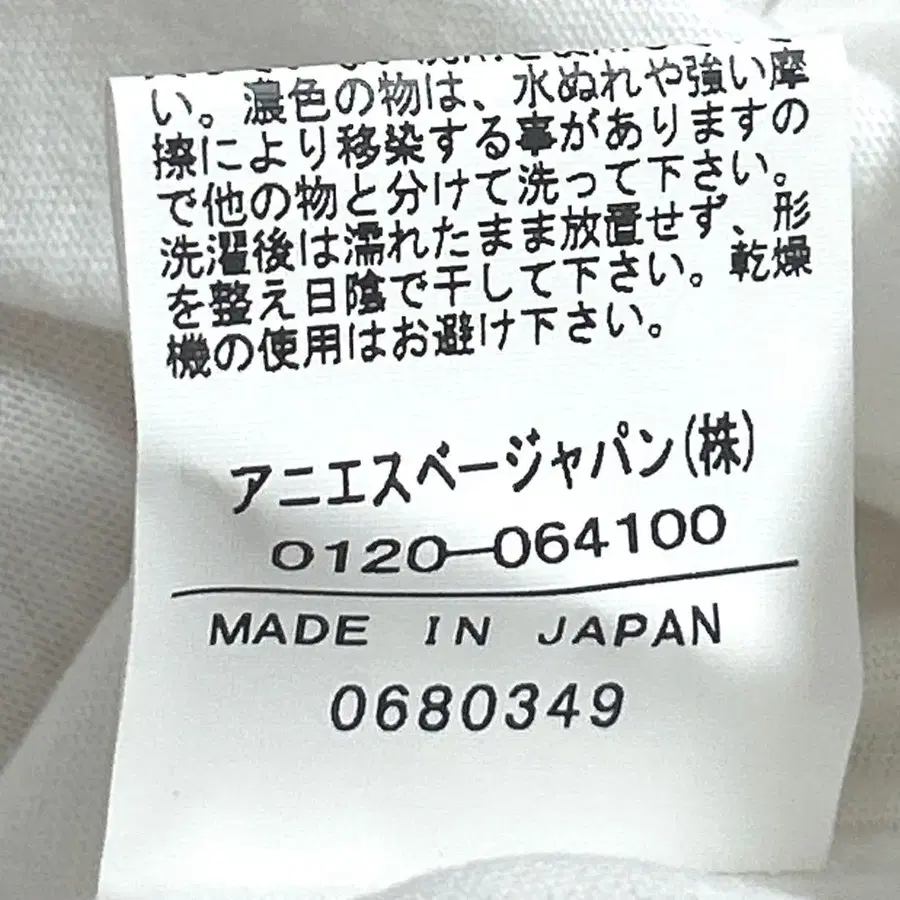 い。濃色の物は、水ぬれや強い摩
擦により移染する事がありますの
で他の物と分けて洗って下さい。
洗濯後は濡れたまま放置せず、形
を整え日陰で干して下さい。乾燥
機の使用はお避け下さい。
アニエスベージャパン(株)
0120-064100
MADE IN JAPAN
0680349